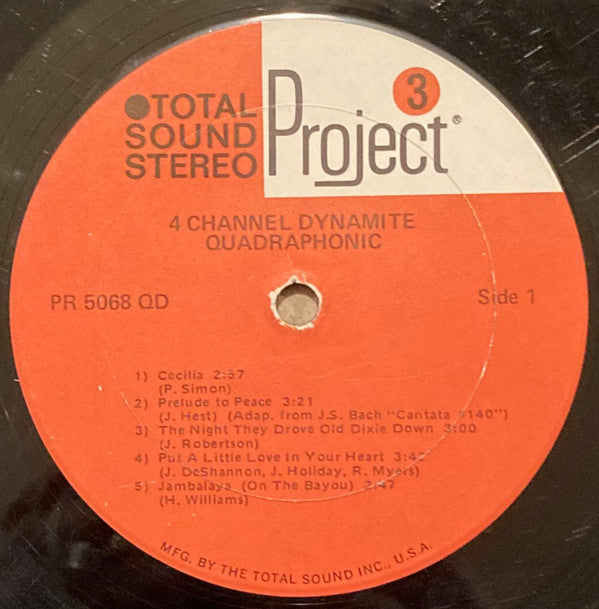 ●TOTAL
SOUND
STEREO
Project 3®
4 CHANNEL DYNAMITE
QUADRAPHONIC
PR 5068 QD
Side 1
1) Cecilia 2:57
(P. Simon)
2) Prelude to Peace 3:21
(J. Hest) (Adap. from J.S. Bach "Cantata #140")
3) The Night They Drove Old Dixie Down 3:00
(J. Robertson)
4) Put A Little Love In Your Heart 3:42
(J. DeShannon, J. Holiday, R. Myers)
5) Jambalaya (On The Bayou) 2:47
(H. Williams)
MFG. BY THE TOTAL SOUND INC., U.S.A.